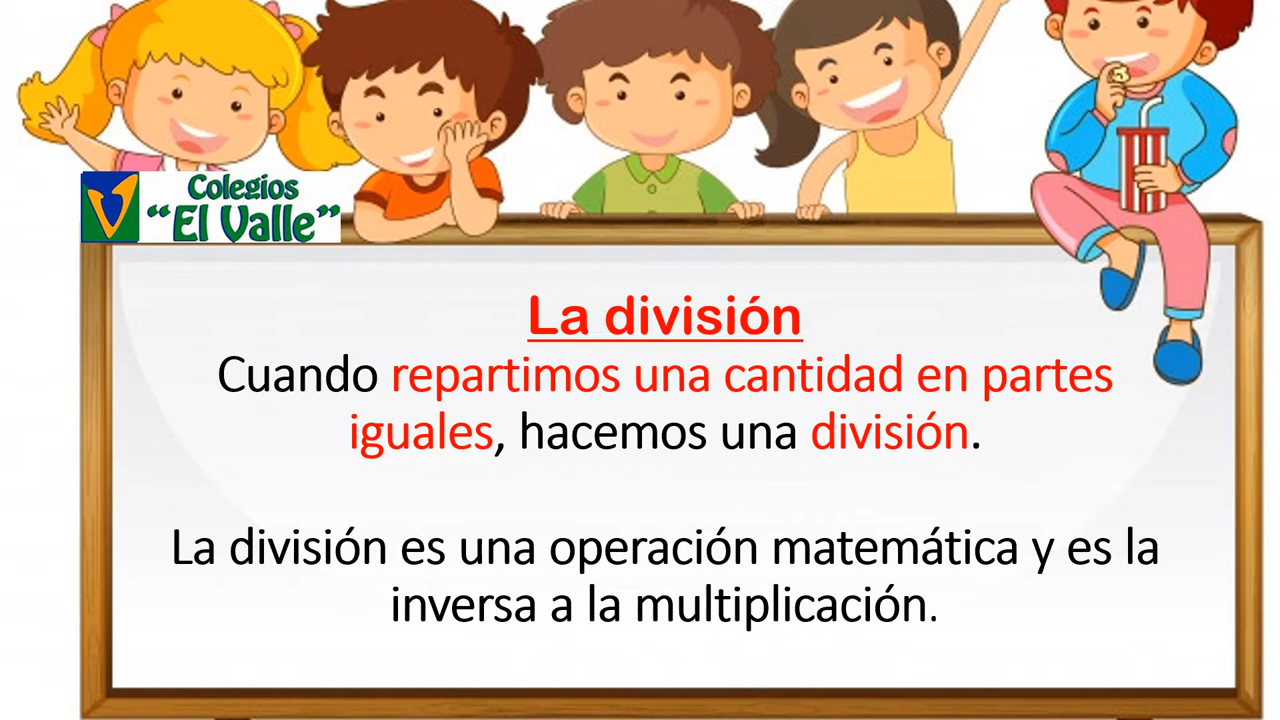 Colegios
“El Valle”
La división
Cuando repartimos una cantidad en partes
iguales, hacemos una división.
La división es una operación matemática y es la
inversa a la multiplicación.